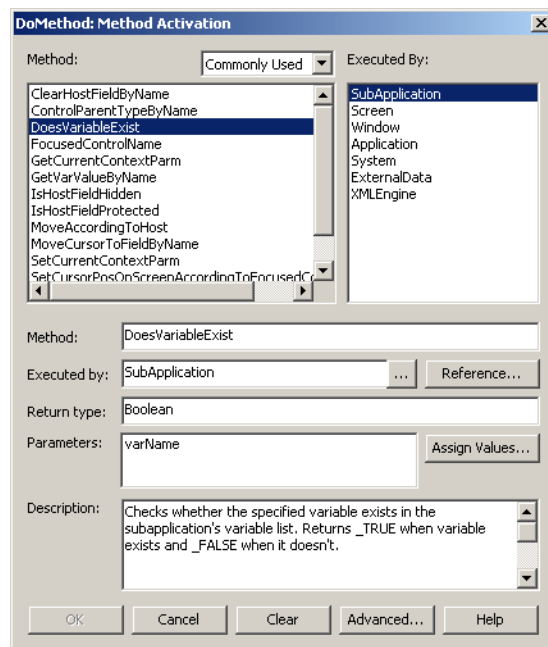 DoMethod: Method Activation
Method:
Commonly Used
Executed By:
ClearHostFieldByName
ControlParentTypeByName
DoesVariableExist
FocusedControlName
GetCurrentContextParm
GetVarValueByName
IsHostFieldHidden
IsHostFieldProtected
MoveAccordingToHost
MoveCursorToFieldByName
SetCurrentContextParm
SetCursorPosOnScreenAccordingToFocusedCo
SubApplication
Screen
Window
Application
System
ExternalData
XMLEngine
Method:
DoesVariableExist
Executed by:
SubApplication
...
Reference...
Return type:
Boolean
Parameters:
varName
Assign Values...
Description:
Checks whether the specified variable exists in the
subapplication's variable list. Returns _TRUE when variable
exists and _FALSE when it doesn't.
OK
Cancel
Clear
Advanced...
Help